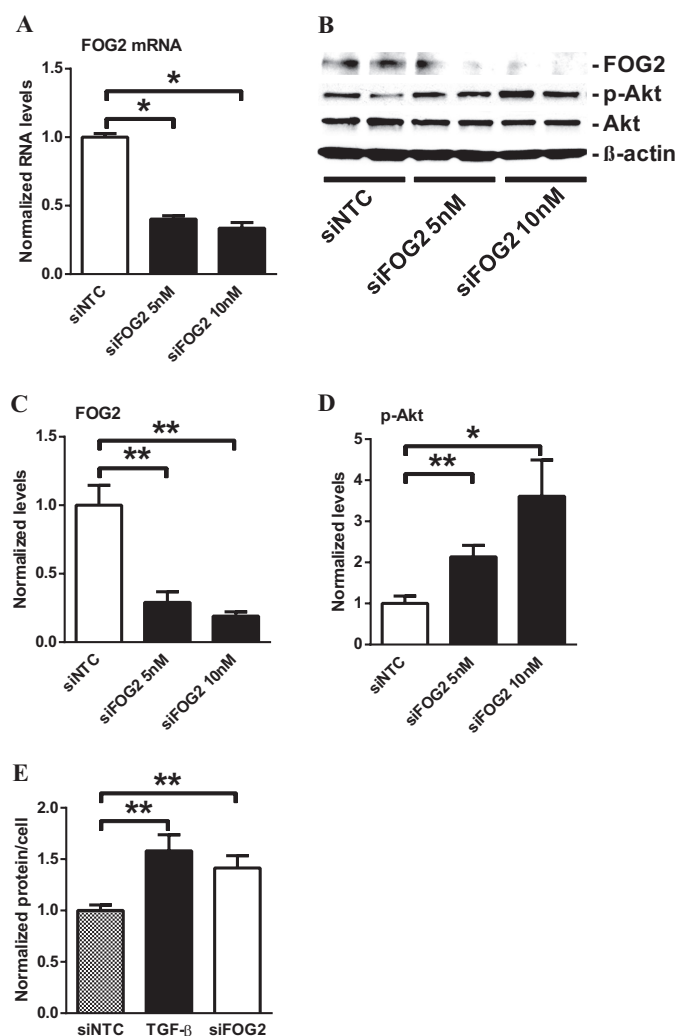 A
FOG2 mRNA
Normalized RNA levels
1.5
1.0
0.5
0.0
*
*
siNTC
siFOG2 5nM
siFOG2 10nM
B
-FOG2
-p-Akt
-Akt
-ß-actin
siNTC
siFOG2 5nM
siFOG2 10nM
C
FOG2
Normalized levels
1.5
1.0
0.5
0.0
**
**
siNTC
siFOG2 5nM
siFOG2 10nM
D
p-Akt
Normalized levels
5
4
3
2
1
0
*
**
siNTC
siFOG2 5nM
siFOG2 10nM
E
Normalized protein/cell
2.0
1.5
1.0
0.5
0.0
**
**
siNTC TGF-β siFOG2